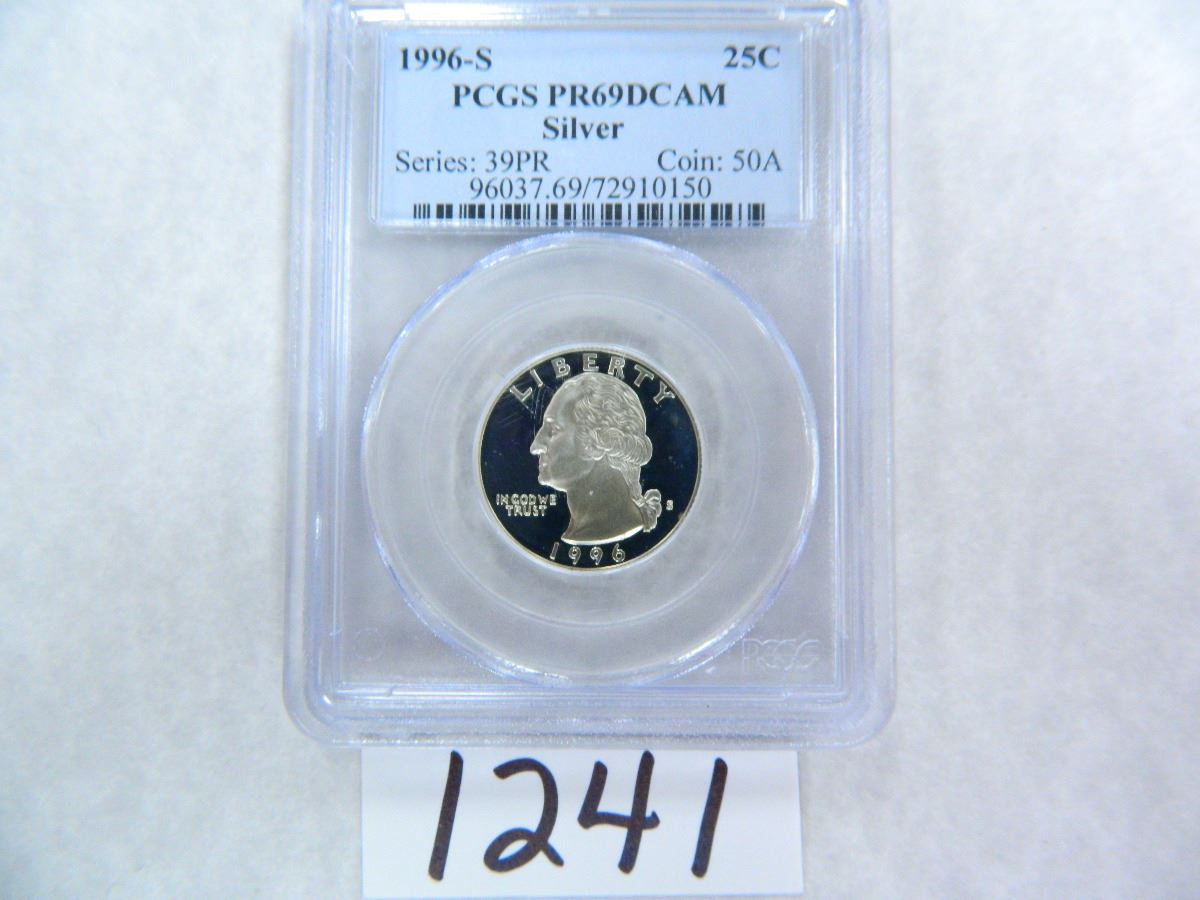 1996-S 25C
PCGS PR69DCAM
Silver
Series: 39PR Coin: 50A
96037.69/72910150
LIBERTY
IN GOD WE
TRUST
S
1996
PCGS
1241